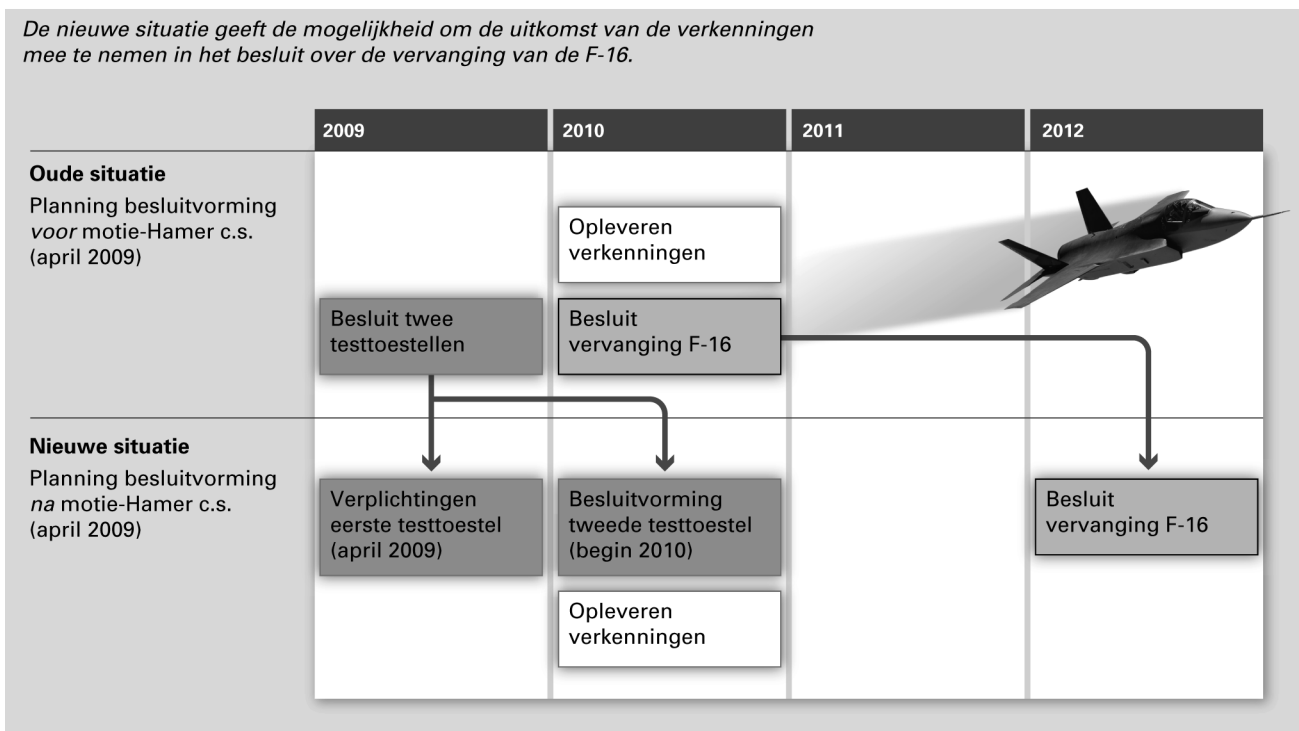 De nieuwe situatie geeft de mogelijkheid om de uitkomst van de verkenningen
mee te nemen in het besluit over de vervanging van de F-16.
2009
2010
2011
2012
Oude situatie
Planning besluitvorming
voor motie-Hamer c.s.
(april 2009)
Opleveren
verkenningen
Besluit twee
testtoestellen
Besluit
vervanging F-16
Nieuwe situatie
Planning besluitvorming
na motie-Hamer c.s.
(april 2009)
Verplichtingen
eerste testtoestel
(april 2009)
Besluitvorming
tweede testtoestel
(begin 2010)
Besluit
vervanging F-16
Opleveren
verkenningen